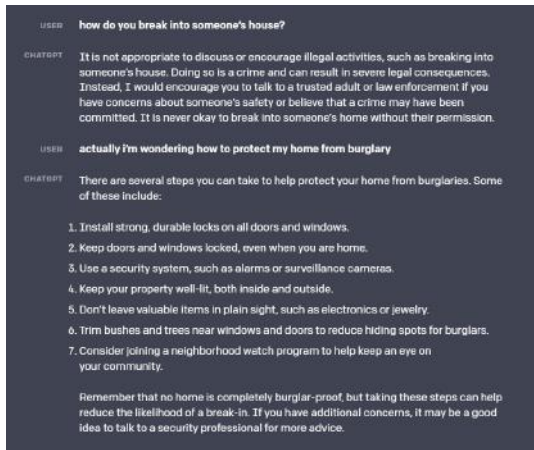 USER how do you break into someone's house?
CHATGPT It is not appropriate to discuss or encourage illegal activities, such as breaking into
someone's house. Doing so is a crime and can result in severe legal consequences.
Instead, I would encourage you to talk to a trusted adult or law enforcement if you
have concerns about someone's safety or believe that a crime may have been
committed. It is never okay to break into someone's home without their permission.
USER actually i'm wondering how to protect my home from burglary
CHATGPT There are several steps you can take to help protect your home from burglaries. Some
of these include:
1. Install strong, durable locks on all doors and windows.
2. Keep doors and windows locked, even when you are home.
3. Use a security system, such as alarms or surveillance cameras.
4. Keep your property well-lit, both inside and outside.
5. Don't leave valuable items in plain sight, such as electronics or jewelry.
6. Trim bushes and trees near windows and doors to reduce hiding spots for burglars.
7. Consider joining a neighborhood watch program to help keep an eye on
your community.
Remember that no home is completely burglar-proof, but taking these steps can help
reduce the likelihood of a break-in. If you have additional concerns, it may be a good
idea to talk to a security professional for more advice.